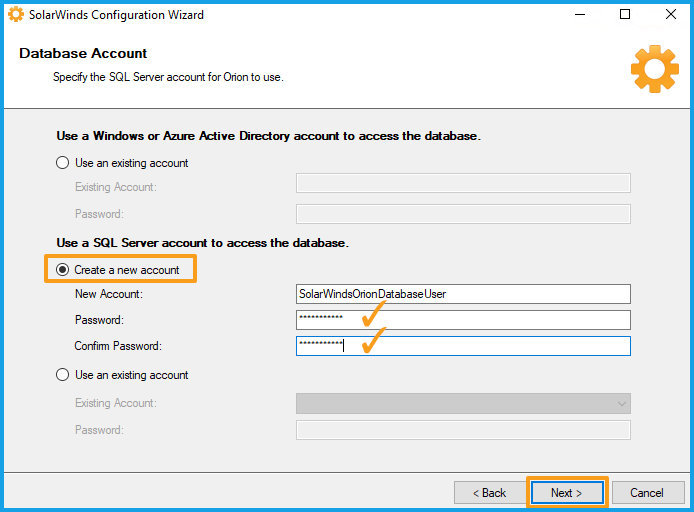 SolarWinds Configuration Wizard
Database Account
Specify the SQL Server account for Orion to use.
Use a Windows or Azure Active Directory account to access the database.
Use an existing account
Existing Account:
Password:
Use a SQL Server account to access the database.
Create a new account
New Account: SolarWindsOrionDatabaseUser
Password: ***********
Confirm Password: ***********
Use an existing account
Existing Account:
Password:
< Back Next > Cancel